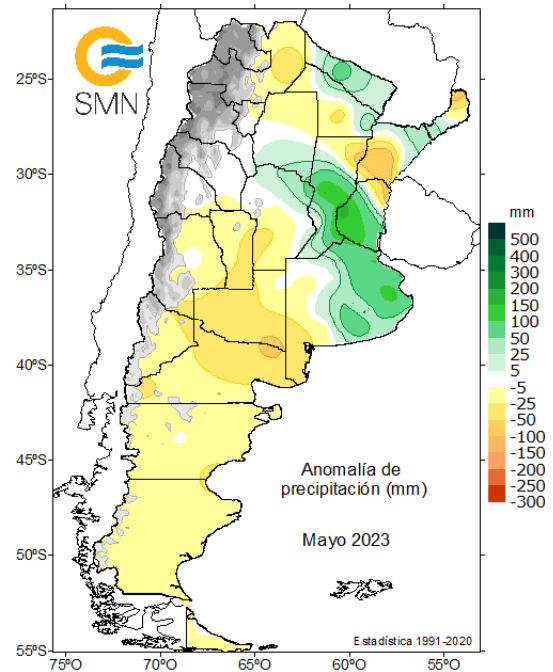 SMN
25ºS
30ºS
35ºS
40ºS
45ºS
50ºS
55ºS
75ºO
70ºO
65ºO
60ºO
55ºO
mm
500
400
300
200
150
100
50
25
5
-5
-25
-50
-100
-150
-200
-250
-300
Anomalía de
precipitación (mm)
Mayo 2023
Estadística 1991-2020